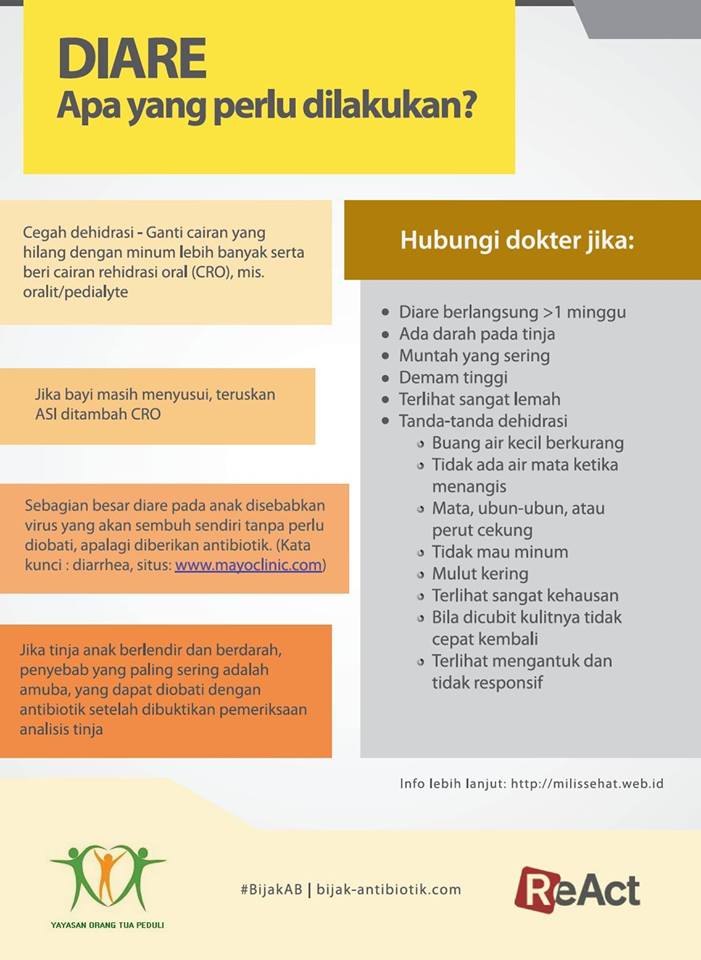 DIARE
Apa yang perlu dilakukan?
Cegah dehidrasi - Ganti cairan yang
hilang dengan minum lebih banyak serta
beri cairan rehidrasi oral (CRO), mis.
oralit/pedialyte
Jika bayi masih menyusui, teruskan
ASI ditambah CRO
Sebagian besar diare pada anak disebabkan
virus yang akan sembuh sendiri tanpa perlu
diobati, apalagi diberikan antibiotik. (Kata
kunci : diarrhea, situs: www.mayoclinic.com)
Jika tinja anak berlendir dan berdarah,
penyebab yang paling sering adalah
amuba, yang dapat diobati dengan
antibiotik setelah dibuktikan pemeriksaan
analisis tinja
Hubungi dokter jika:
• Diare berlangsung >1 minggu
• Ada darah pada tinja
• Muntah yang sering
• Demam tinggi
• Terlihat sangat lemah
• Tanda-tanda dehidrasi
Buang air kecil berkurang
Tidak ada air mata ketika
menangis
Mata, ubun-ubun, atau
perut cekung
Tidak mau minum
Mulut kering
Terlihat sangat kehausan
Bila dicubit kulitnya tidak
cepat kembali
Terlihat mengantuk dan
tidak responsif
Info lebih lanjut: http://milissehat.web.id
YAYASAN ORANG TUA PEDULI
#BijakAB | bijak-antibiotik.com
ReAct